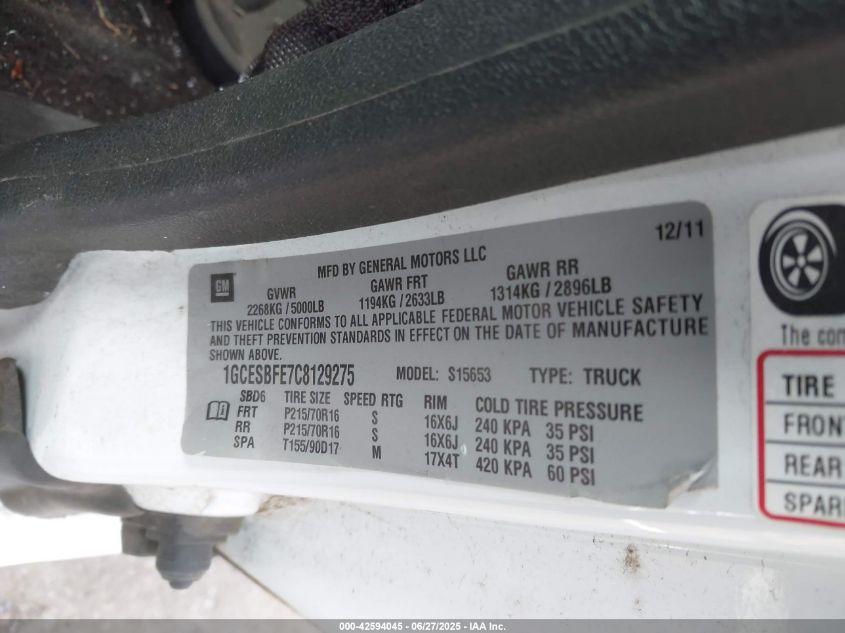 12/11
GM
MFD BY GENERAL MOTORS LLC
GVWR GAWR FRT GAWR RR
2268KG / 5000LB 1194KG / 2633LB 1314KG / 2896LB
THIS VEHICLE CONFORMS TO ALL APPLICABLE FEDERAL MOTOR VEHICLE SAFETY
AND THEFT PREVENTION STANDARDS IN EFFECT ON THE DATE OF MANUFACTURE
SHOWN ABOVE.
1GCESBFE7C8129275 MODEL: S15653 TYPE: TRUCK
SBD6 TIRE SIZE SPEED RTG RIM COLD TIRE PRESSURE
FRT P215/70R16 S 16X6J 240 KPA 35 PSI
RR P215/70R16 S 16X6J 240 KPA 35 PSI
SPA T155/90D17 M 17X4T 420 KPA 60 PSI
The
TIRE
FRON
REAR
SPAR
000-42594045 - 06/27/2025 - IAA Inc.